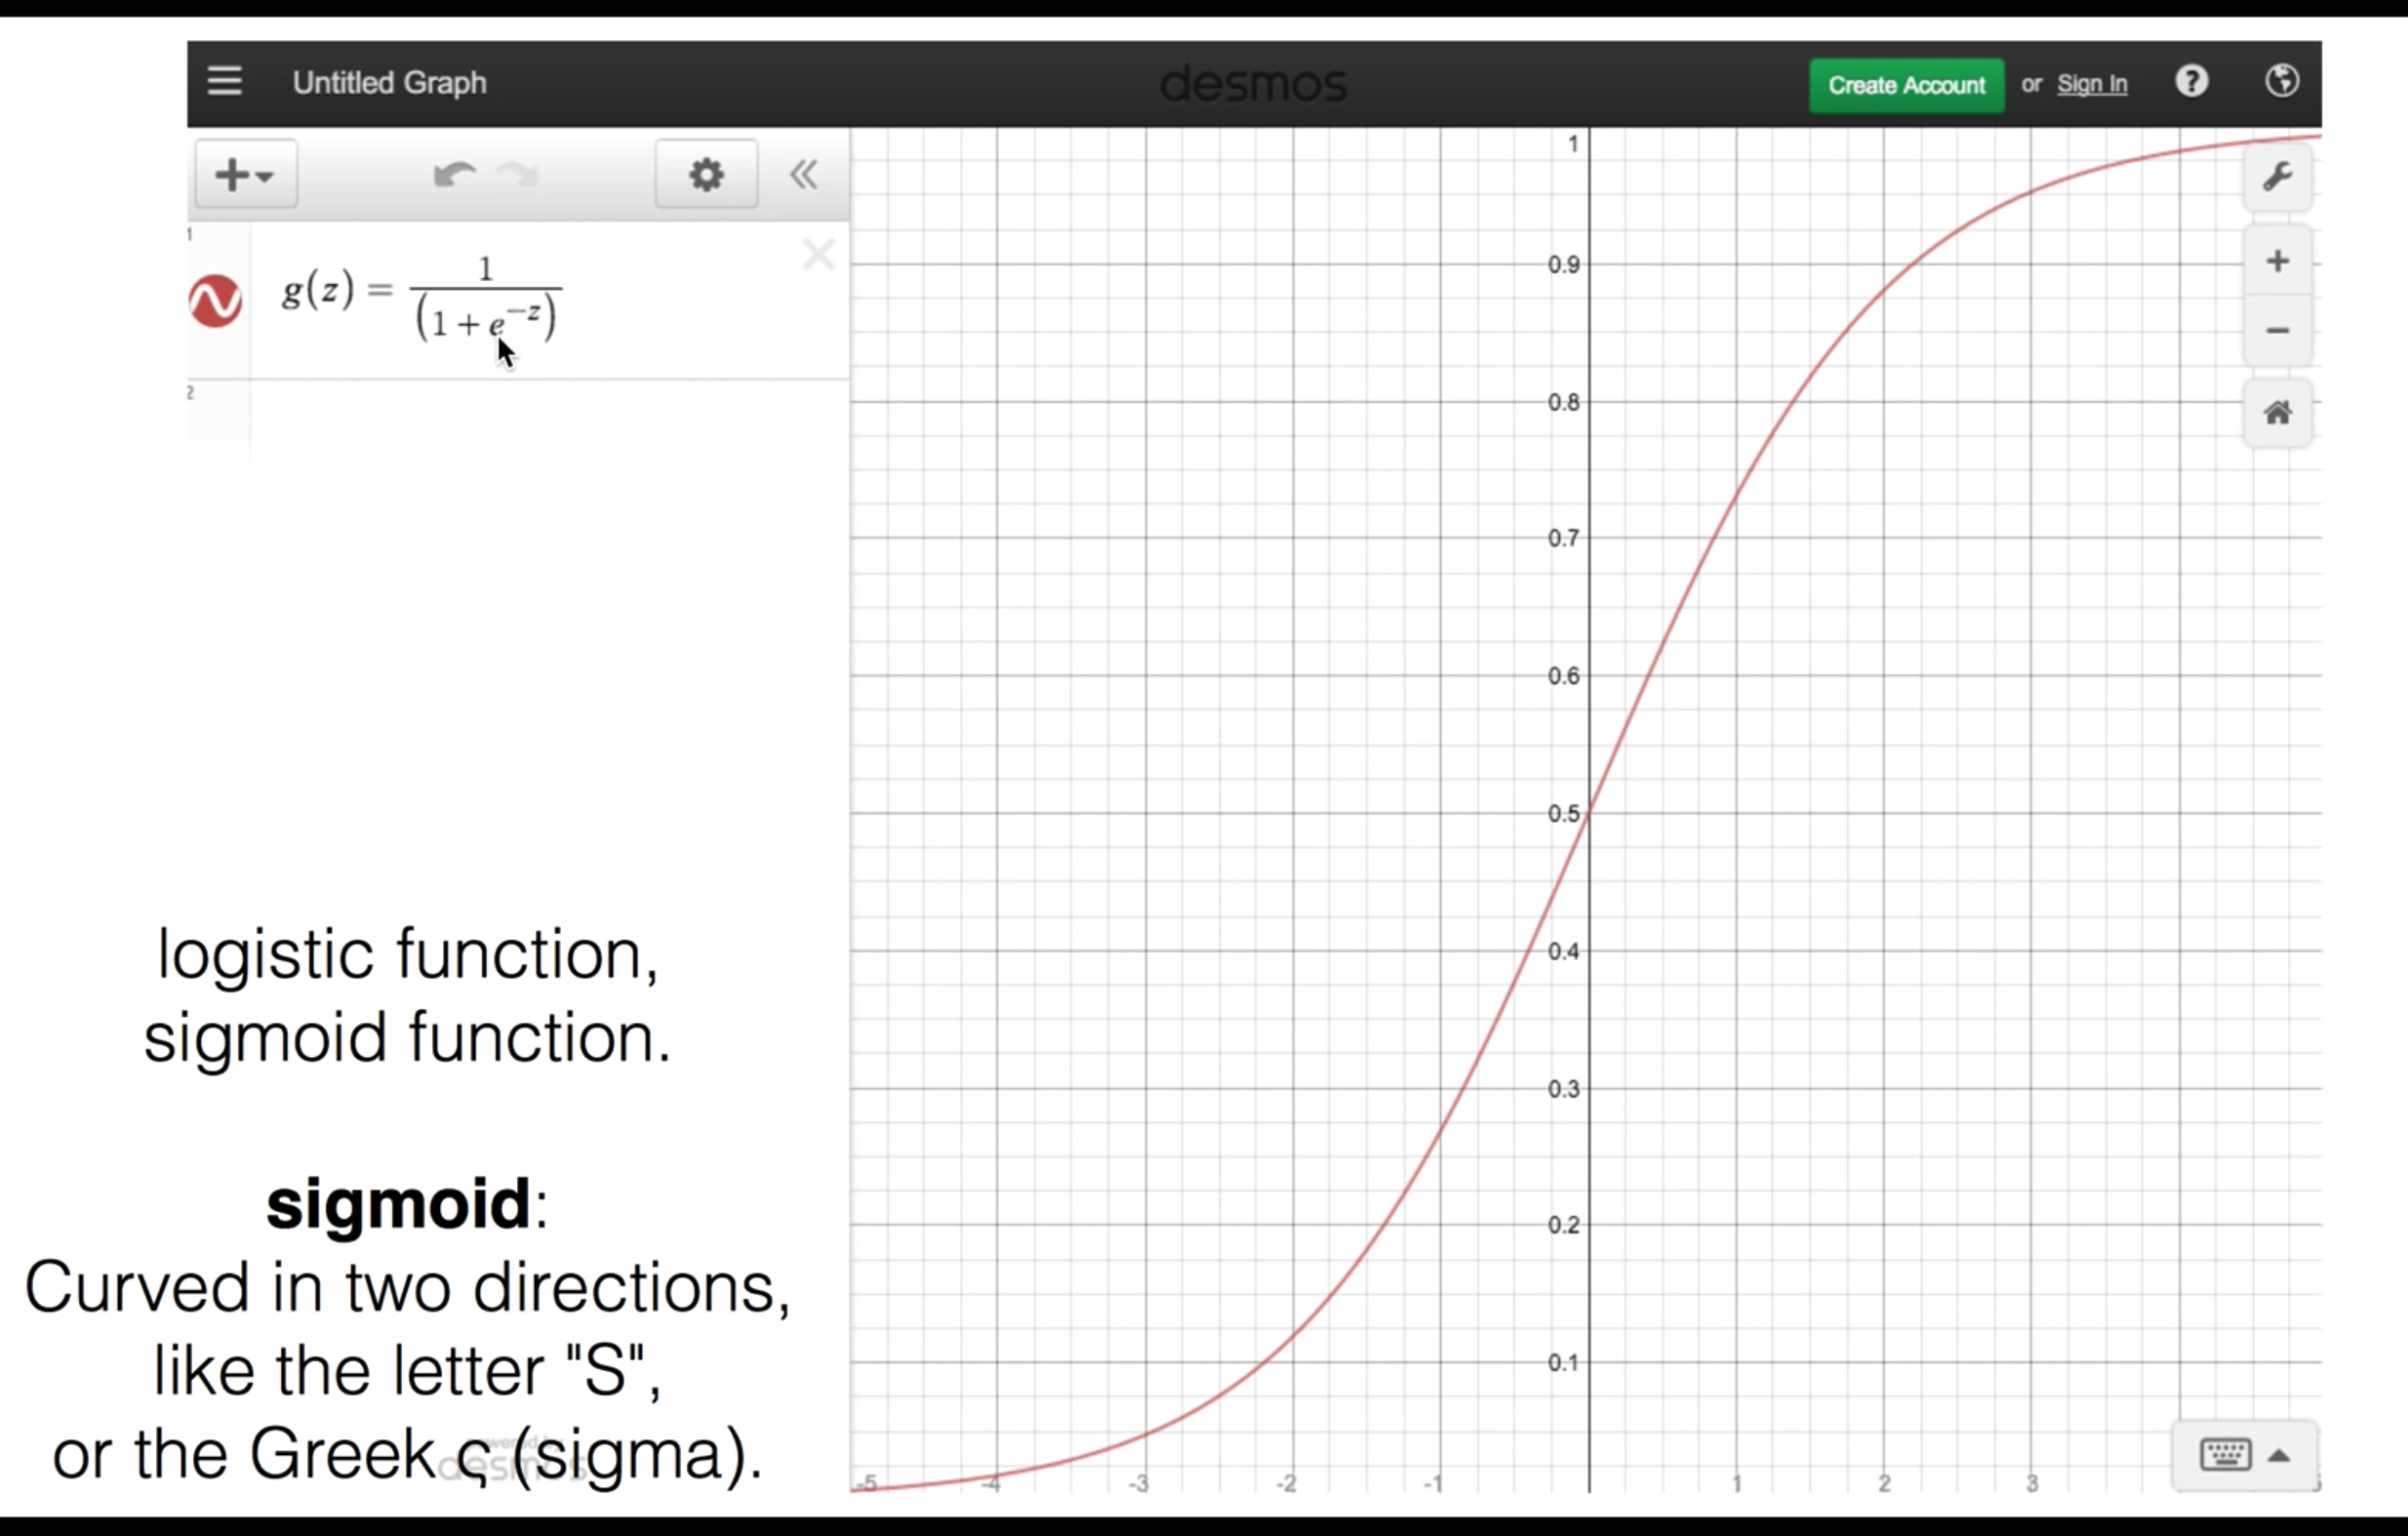 Untitled Graph
desmos
Create Account or Sign In
?
1
g(z) = 1 / (1 + e^{-z})
2
logistic function,
sigmoid function.
sigmoid:
Curved in two directions,
like the letter "S",
or the Greek ς (sigma).
powered by
desmos
1
0.9
0.8
0.7
0.6
0.5
0.4
0.3
0.2
0.1
-5 -4 -3 -2 -1 1 2 3